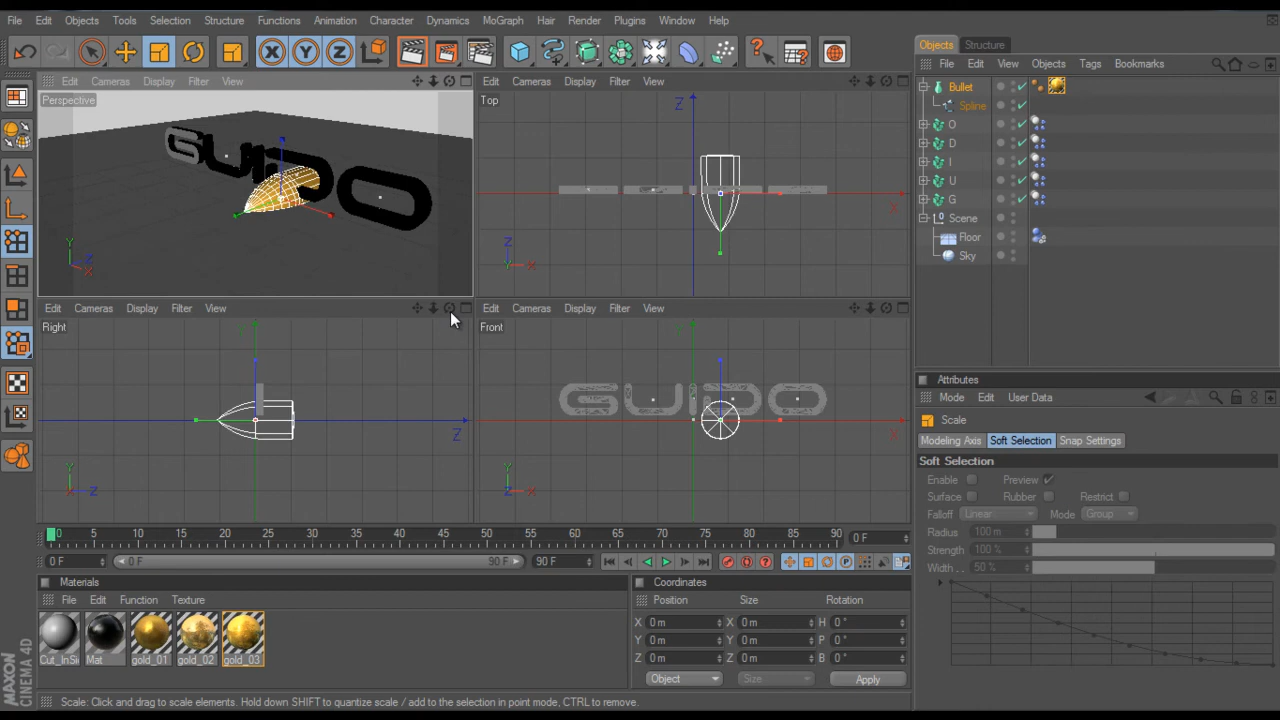 File Edit Objects Tools Selection Structure Functions Animation Character Dynamics MoGraph Hair Render Plugins Window Help
Objects Structure
File Edit View Objects Tags Bookmarks
Edit Cameras Display Filter View
Perspective
Edit Cameras Display Filter View
Top
Bullet
Spline
O
D
I
U
G
Scene
Floor
Sky
GUIDO
Y
Z
X
Z
Z
Y
X
X
Edit Cameras Display Filter View
Right
Edit Cameras Display Filter View
Front
GUIDO
Y
Z
Y
X
X
Z
Y
Z
X
Y
Z
X
Attributes
Mode Edit User Data
Scale
Modeling Axis Soft Selection Snap Settings
Soft Selection
Enable Preview
Surface Rubber Restrict
Falloff Linear Mode Group
Radius 100 m
Strength 100 %
Width . . 50 %
0 5 10 15 20 25 30 35 40 45 50 55 60 65 70 75 80 85 90 0 F
0 F 0 F 90 F 90 F
Materials
File Edit Function Texture
Cut_InSi Mat gold_01 gold_02 gold_03
Coordinates
Position Size Rotation
X 0 m X 0 m H 0 °
Y 0 m Y 0 m P 0 °
Z 0 m Z 0 m B 0 °
Object Size Apply
MAXON
CINEMA 4D
Scale: Click and drag to scale elements. Hold down SHIFT to quantize scale / add to the selection in point mode, CTRL to remove.